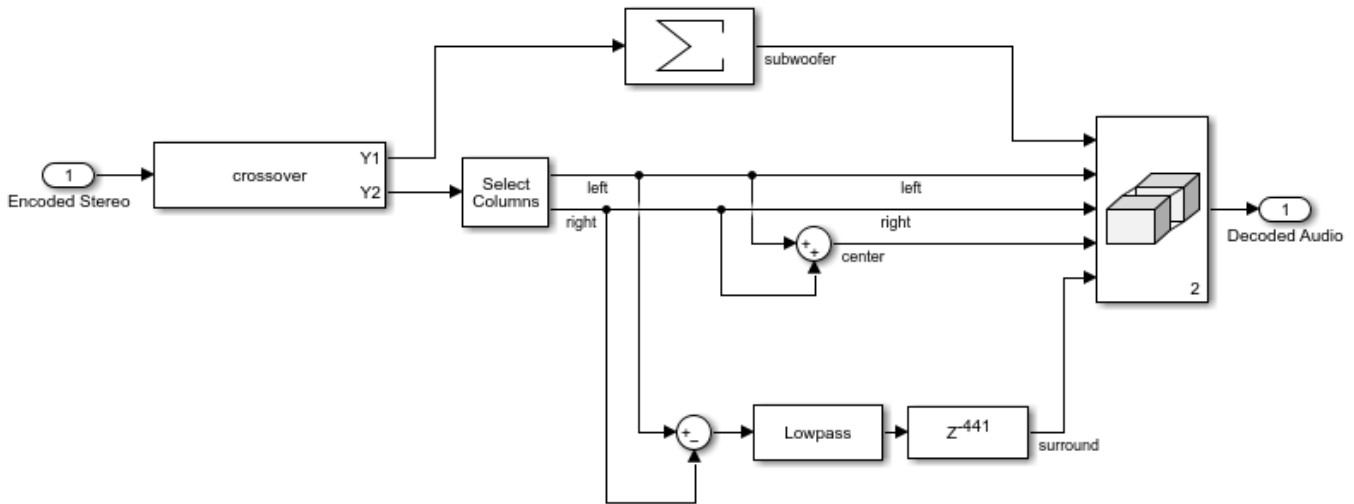 subwoofer
1
Encoded Stereo
crossover
Y1
Y2
Select
Columns
left
right
left
right
+
+
center
2
1
Decoded Audio
+
−
Lowpass
Z-441
surround